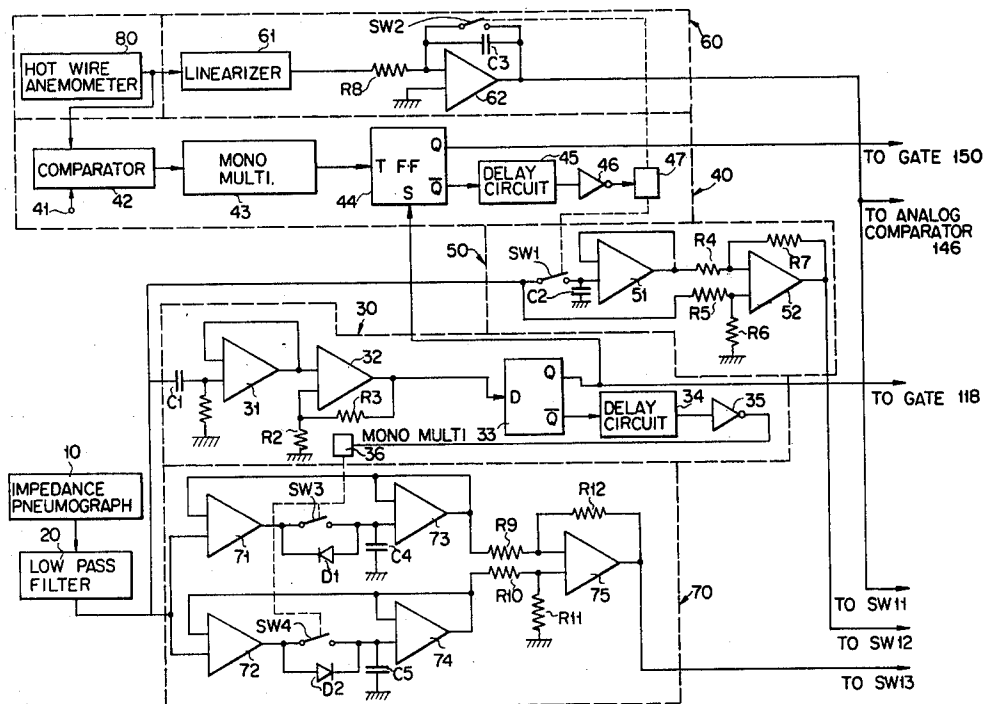 80
HOT WIRE
ANEMOMETER
61
LINEARIZER
R8
SW2
C3
62
60
COMPARATOR
41
42
MONO
MULTI.
43
T F·F
Q
Q̅
S
44
DELAY
CIRCUIT
45
46
47
40
TO GATE 150
TO ANALOG
COMPARATOR
146
50
SW1
C2
51
R4
R5
R6
R7
52
30
C1
31
32
R3
R2
MONO MULTI
36
D
Q
Q̅
33
DELAY
CIRCUIT
34
35
TO GATE 118
10
IMPEDANCE
PNEUMOGRAPH
20
LOW PASS
FILTER
71
SW3
D1
C4
73
72
SW4
D2
C5
74
R9
R10
R11
R12
75
70
TO SW11
TO SW12
TO SW13